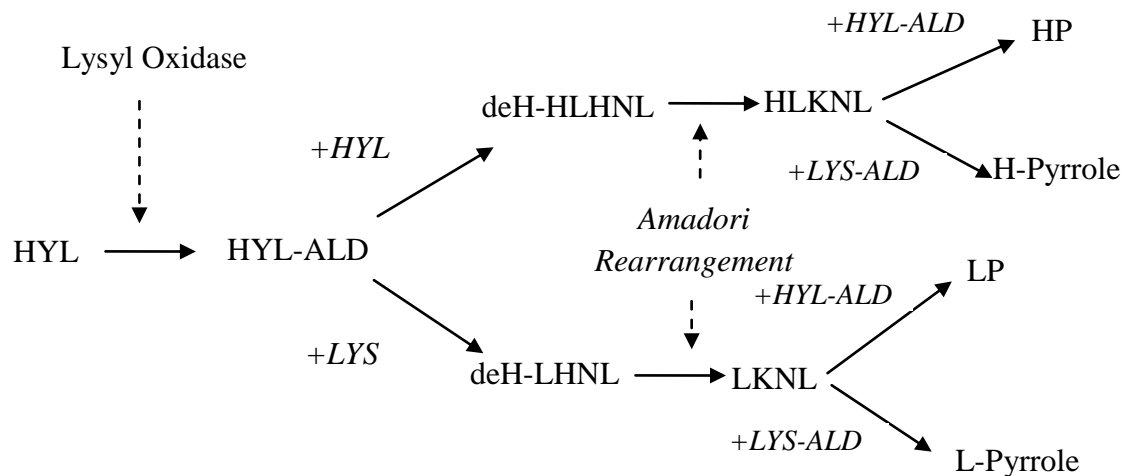 +HYL-ALD
HP
Lysyl Oxidase
deH-HLHNL
HLKNL
+HYL
+LYS-ALD
H-Pyrrole
HYL
HYL-ALD
Amadori
Rearrangement
LP
+HYL-ALD
+LYS
deH-LHNL
LKNL
+LYS-ALD
L-Pyrrole